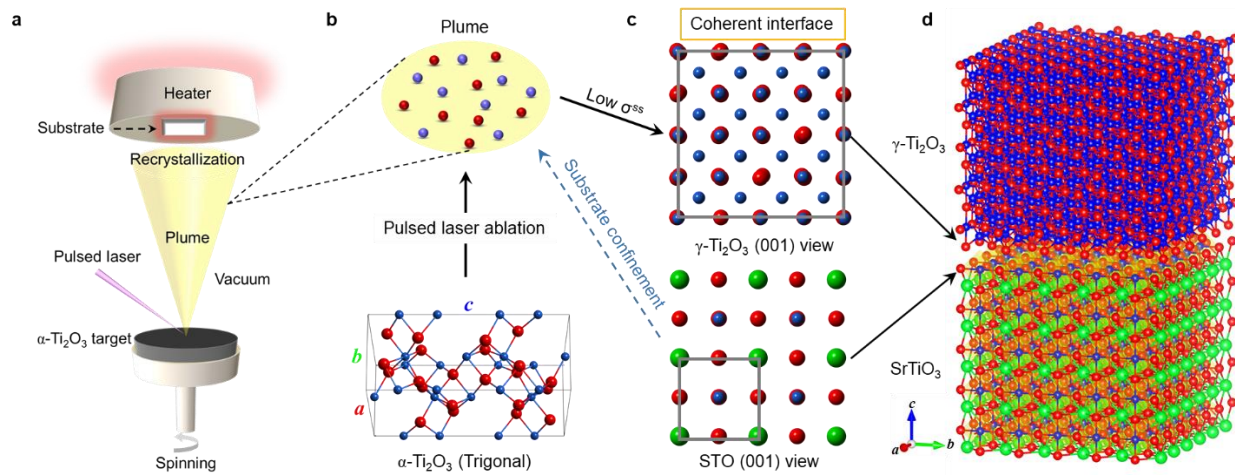 a
Heater
Substrate
Recrystallization
Plume
Pulsed laser
Vacuum
α-Ti₂O₃ target
Spinning
b
Plume
Low σˢˢ
Pulsed laser ablation
Substrate confinement
c
b
a
α-Ti₂O₃ (Trigonal)
c
Coherent interface
γ-Ti₂O₃ (001) view
STO (001) view
d
γ-Ti₂O₃
SrTiO₃
c
a
b